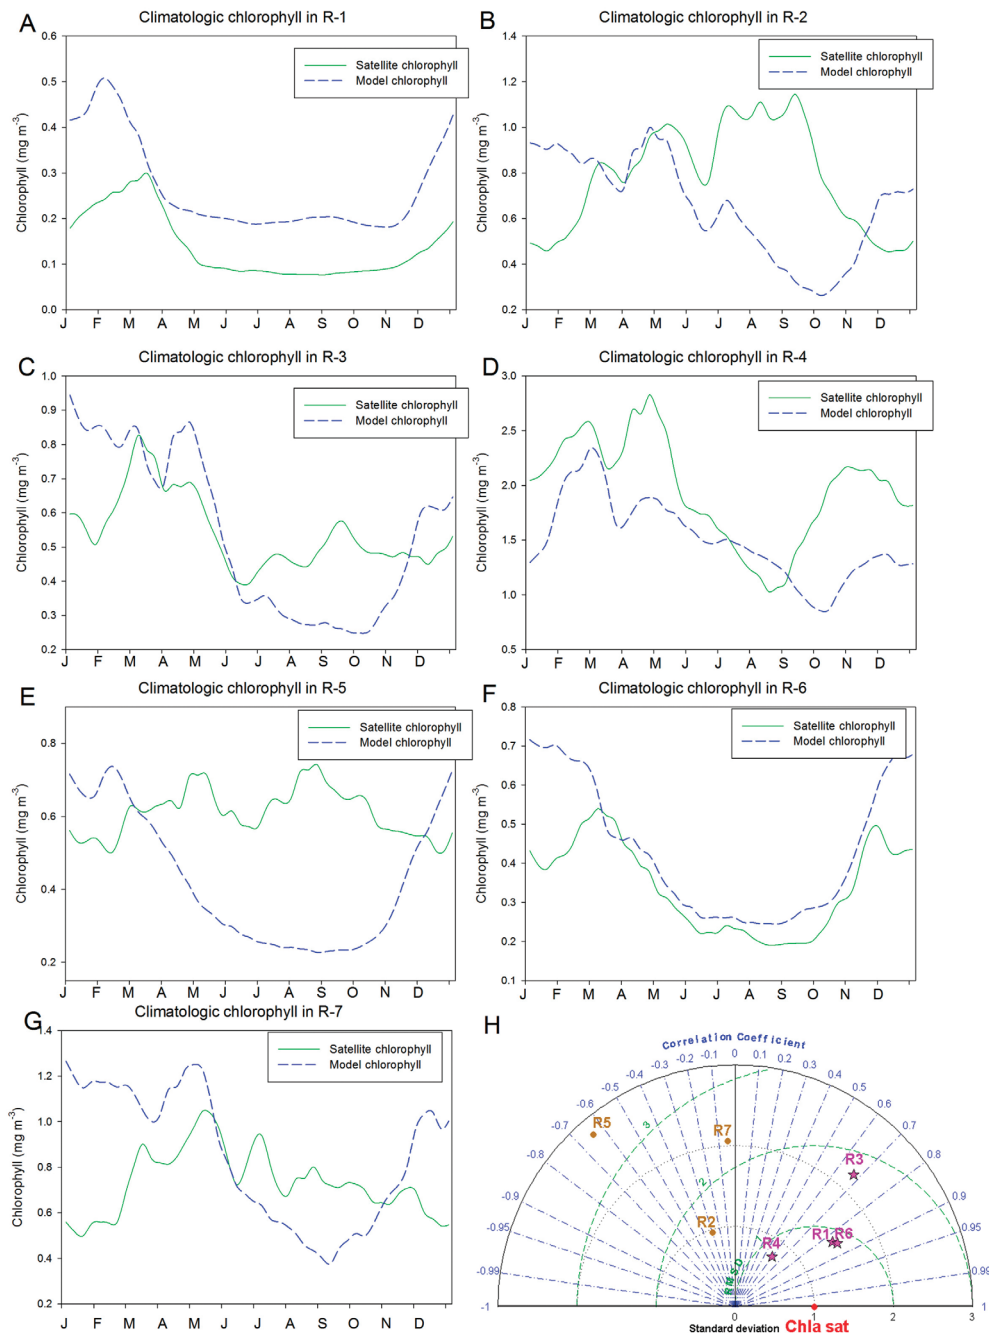 A
Climatologic chlorophyll in R-1
Satellite chlorophyll
Model chlorophyll
Chlorophyll (mg m-3)
0.6
0.5
0.4
0.3
0.2
0.1
0.0
J F M A M J J A S O N D
B
Climatologic chlorophyll in R-2
Satellite chlorophyll
Model chlorophyll
Chlorophyll (mg m-3)
1.4
1.2
1.0
0.8
0.6
0.4
0.2
J F M A M J J A S O N D
C
Climatologic chlorophyll in R-3
Satellite chlorophyll
Model chlorophyll
Chlorophyll (mg m-3)
1.0
0.9
0.8
0.7
0.6
0.5
0.4
0.3
0.2
J F M A M J J A S O N D
D
Climatologic chlorophyll in R-4
Satellite chlorophyll
Model chlorophyll
Chlorophyll (mg m-3)
3.0
2.5
2.0
1.5
1.0
0.5
J F M A M J J A S O N D
E
Climatologic chlorophyll in R-5
Satellite chlorophyll
Model chlorophyll
Chlorophyll (mg m-3)
0.8
0.6
0.4
0.2
J F M A M J J A S O N D
F
Climatologic chlorophyll in R-6
Satellite chlorophyll
Model chlorophyll
Chlorophyll (mg m-3)
0.8
0.7
0.6
0.5
0.4
0.3
0.2
0.1
J F M A M J J A S O N D
G
Climatologic chlorophyll in R-7
Satellite chlorophyll
Model chlorophyll
Chlorophyll (mg m-3)
1.4
1.2
1.0
0.8
0.6
0.4
0.2
J F M A M J J A S O N D
H
Correlation Coefficient
-1 -0.99 -0.95 -0.9 -0.8 -0.7 -0.6 -0.5 -0.4 -0.3 -0.2 -0.1 0 0.1 0.2 0.3 0.4 0.5 0.6 0.7 0.8 0.9 0.95 0.99 1
3
2
R5
R7
R3
R2
R1
R6
R4
RMSD
0 1 2 3
Standard deviation
Chla sat